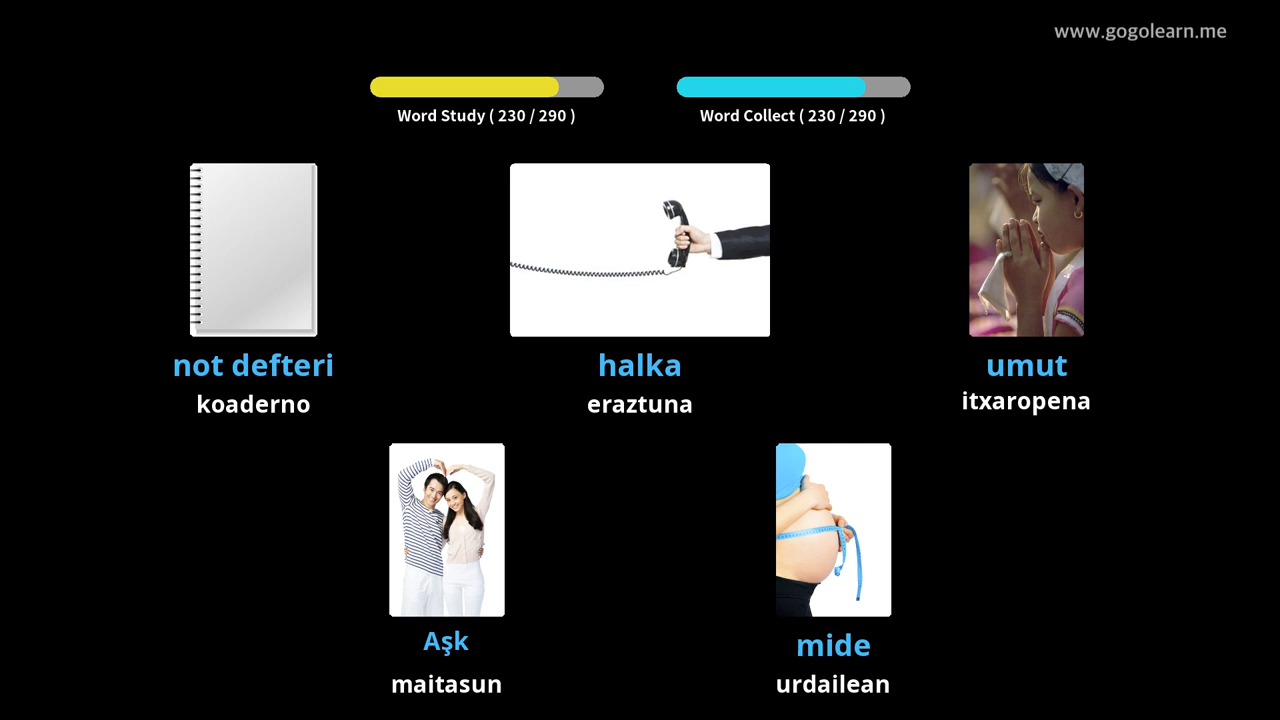 www.gogolearn.me
Word Study ( 230 / 290 )
Word Collect ( 230 / 290 )
not defteri
koaderno
halka
eraztuna
umut
itxaropena
Aşk
maitasun
mide
urdailean